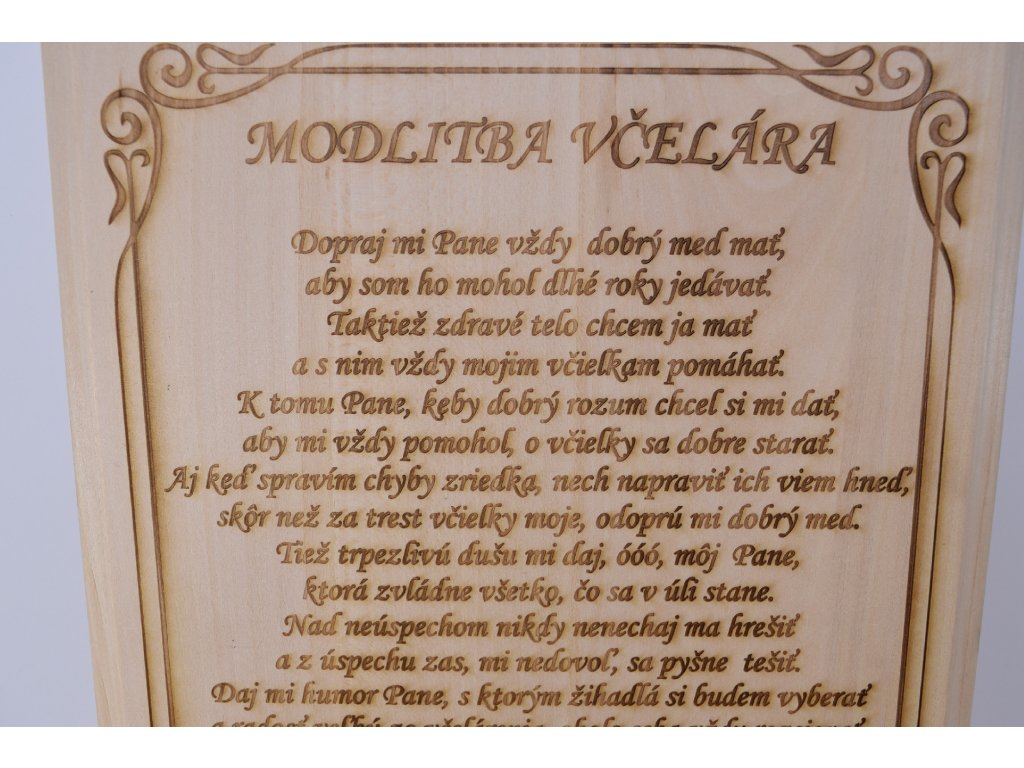 MODLITBA VČELÁRA
Dopraj mi Pane vždy dobrý med mať,
aby som ho mohol dlhé roky jedávať.
Taktiež zdravé telo chcem ja mať
a s nim vždy mojim včielkam pomáhať.
K tomu Pane, keby dobrý rozum chcel si mi dať,
aby mi vždy pomohol, o včielky sa dobre starať.
Aj keď spravím chyby zriedka, nech napraviť ich viem hneď,
skôr než za trest včielky moje, odoprú mi dobrý med.
Tiež trpezlivú dušu mi daj, óóó, môj Pane,
ktorá zvládne všetko, čo sa v úli stane.
Nad neúspechom nikdy nenechaj ma hrešiť
a z úspechu zas, mi nedovoľ, sa pyšne tešiť.
Daj mi humor Pane, s ktorým žihadlá si budem vyberať